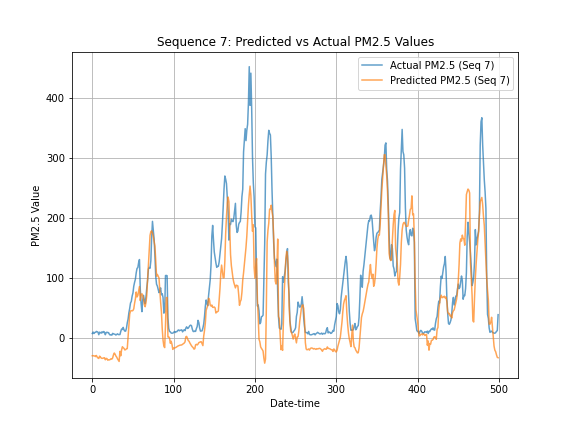 Sequence 7: Predicted vs Actual PM2.5 Values
Actual PM2.5 (Seq 7)
Predicted PM2.5 (Seq 7)
PM2.5 Value
400
300
200
100
0
0 100 200 300 400 500
Date-time